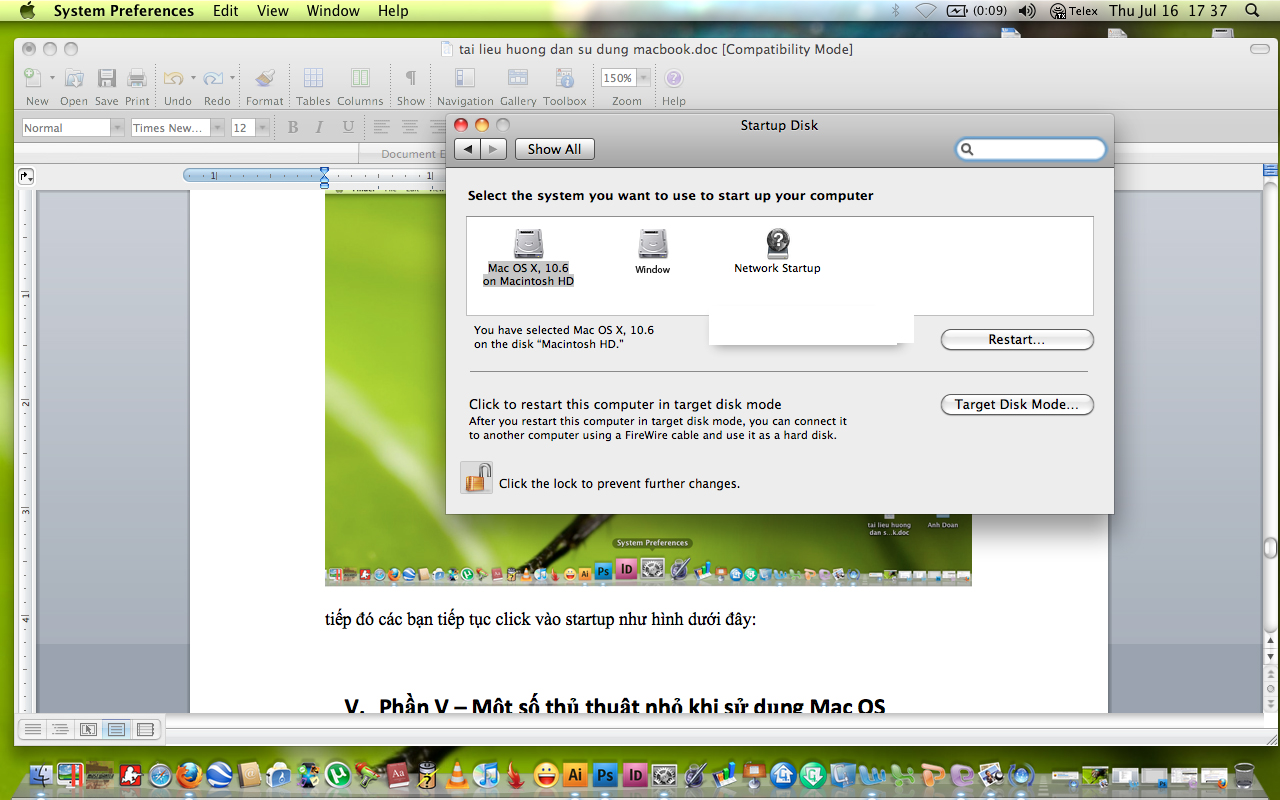 System Preferences Edit View Window Help (0:09) Telex Thu Jul 16 17 37
tai lieu huong dan su dung macbook.doc [Compatibility Mode]
150%
New Open Save Print Undo Redo Format Tables Columns Show Navigation Gallery Toolbox Zoom Help
Normal Times New... 12 B I U
Document E
Startup Disk
Show All
Select the system you want to use to start up your computer
Mac OS X, 10.6
on Macintosh HD
Window
Network Startup
You have selected Mac OS X, 10.6
on the disk “Macintosh HD.”
Restart...
Click to restart this computer in target disk mode
Target Disk Mode...
After you restart this computer in target disk mode, you can connect it
to another computer using a FireWire cable and use it as a hard disk.
Click the lock to prevent further changes.
tai lieu huong
dan s...k.doc
Anh Doan
System Preferences
Ai Ps ID
tiếp đó các bạn tiếp tục click vào startup như hình dưới đây:
V. Phần V – Một số thủ thuật nhỏ khi sử dụng Mac OS
Aa Ai Ps ID